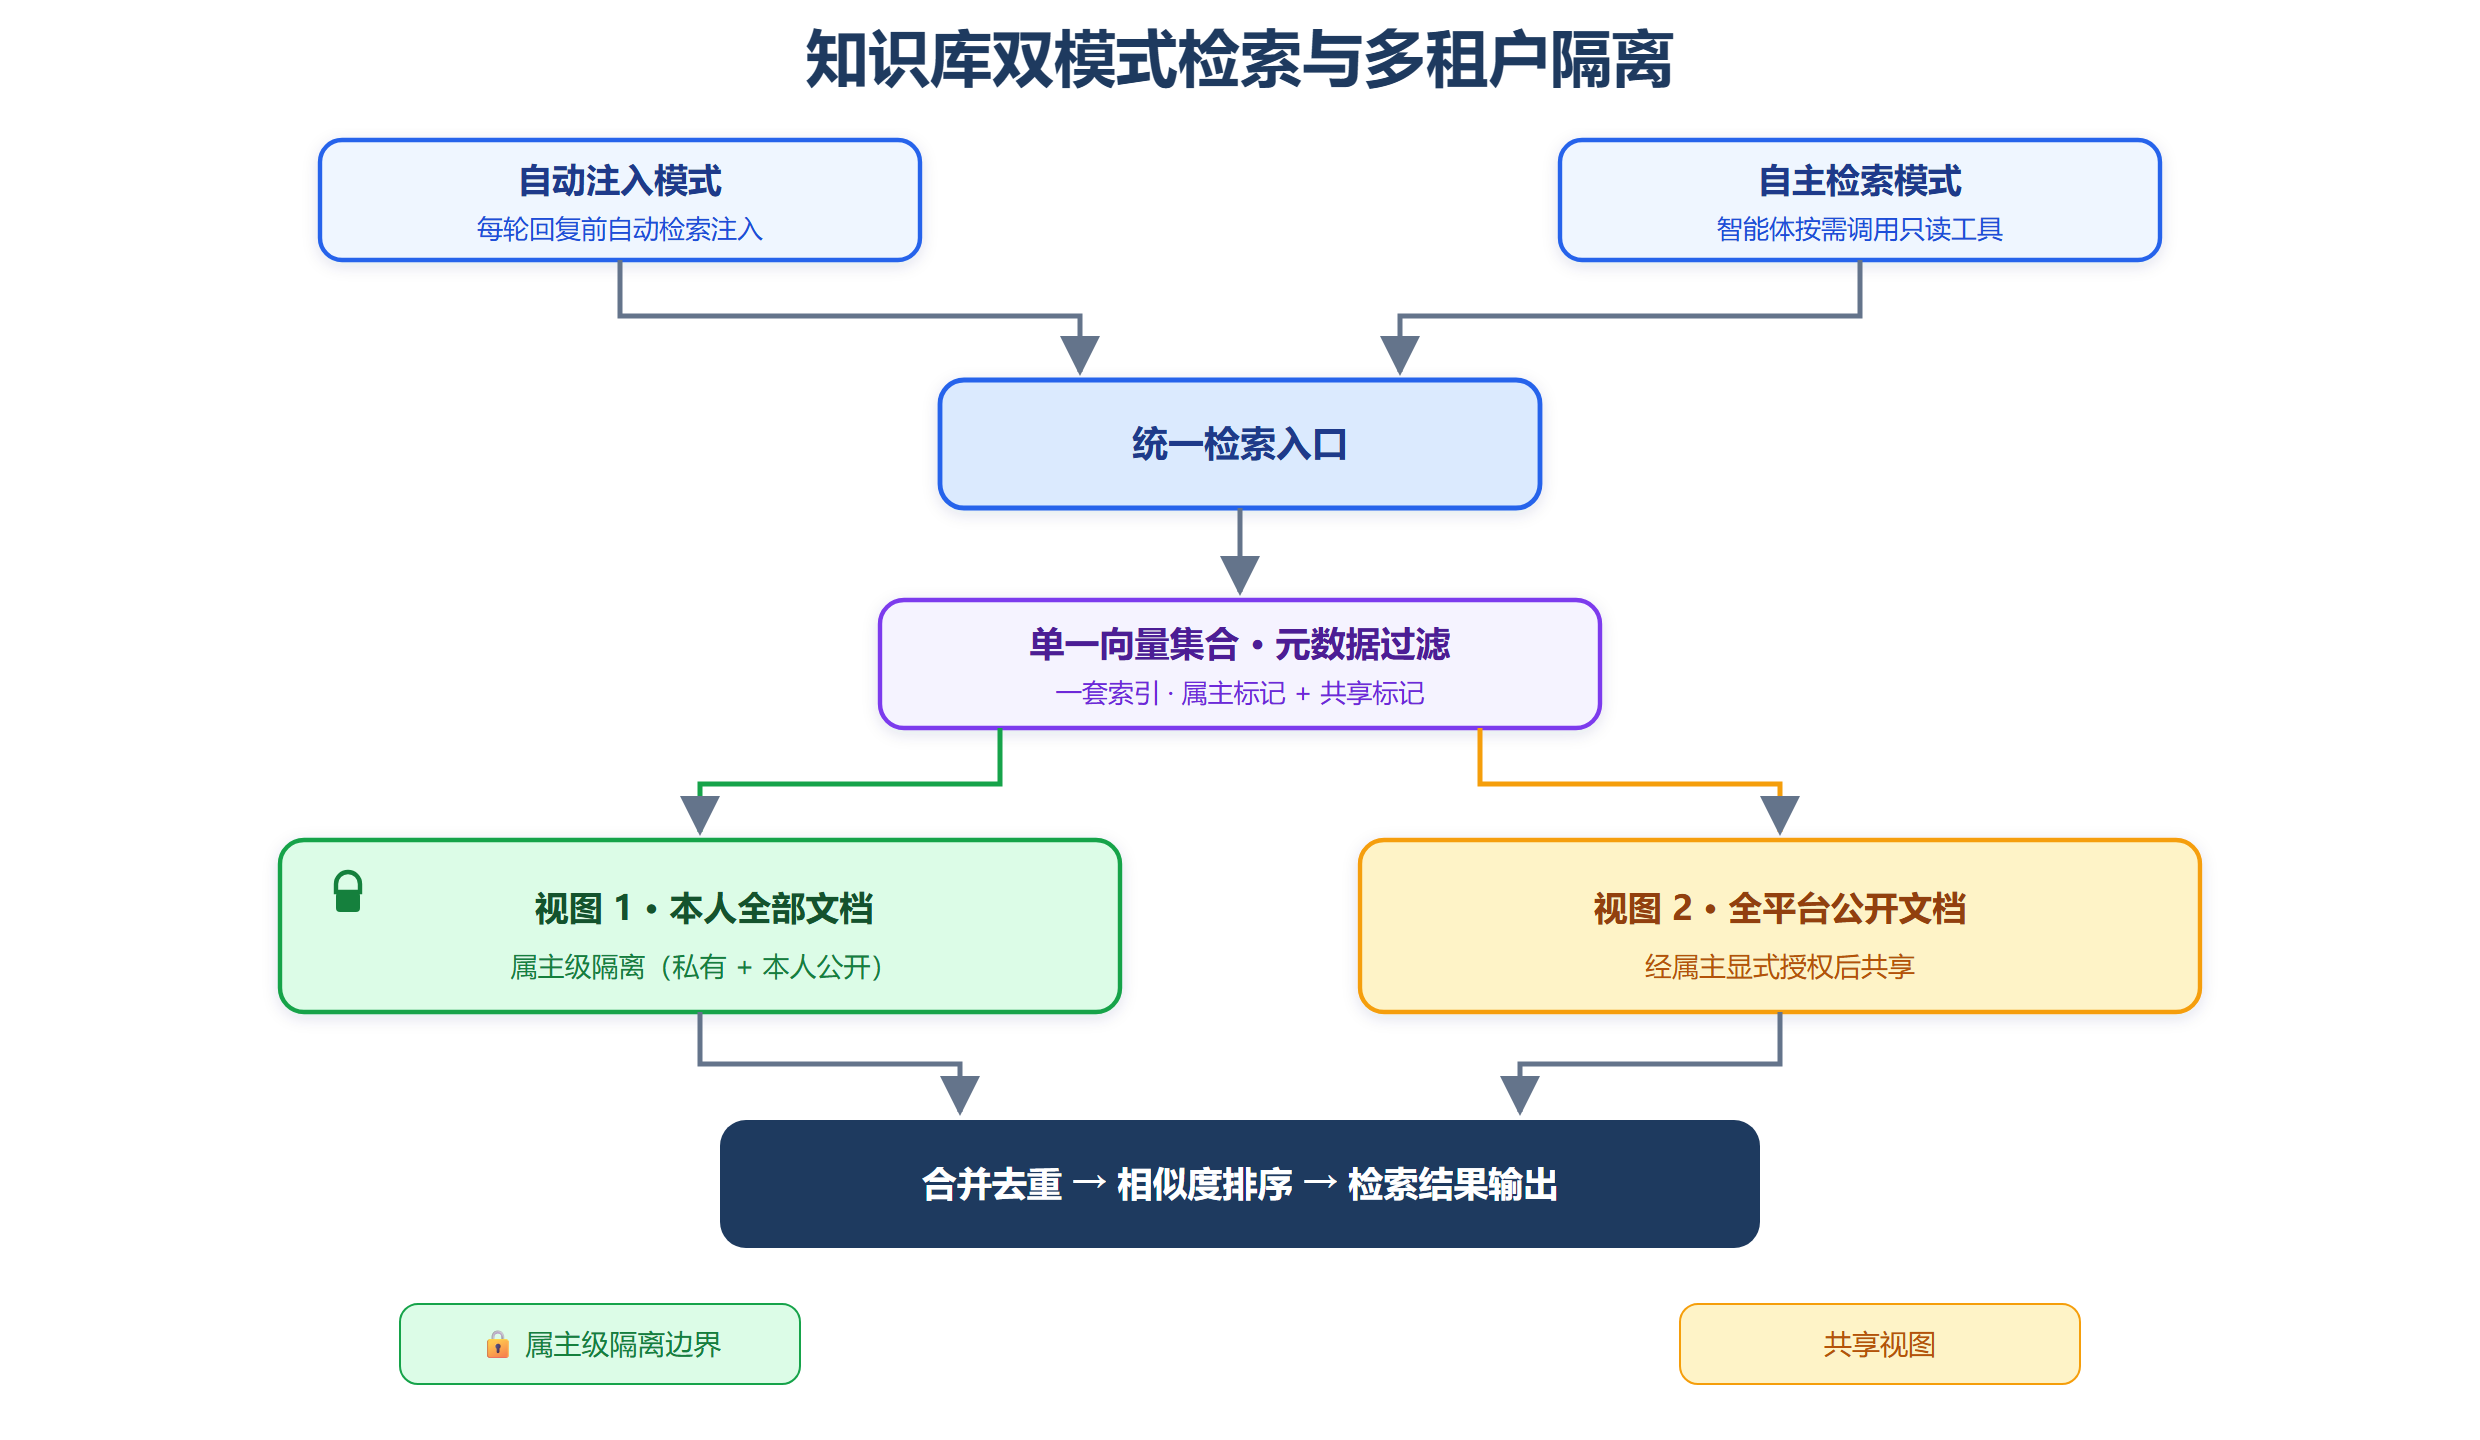 知识库双模式检索与多租户隔离
自动注入模式
每轮回复前自动检索注入
自主检索模式
智能体按需调用只读工具
统一检索入口
单一向量集合 · 元数据过滤
一套索引 · 属主标记 + 共享标记
视图 1 · 本人全部文档
属主级隔离（私有 + 本人公开）
视图 2 · 全平台公开文档
经属主显式授权后共享
合并去重 → 相似度排序 → 检索结果输出
🔒 属主级隔离边界
共享视图